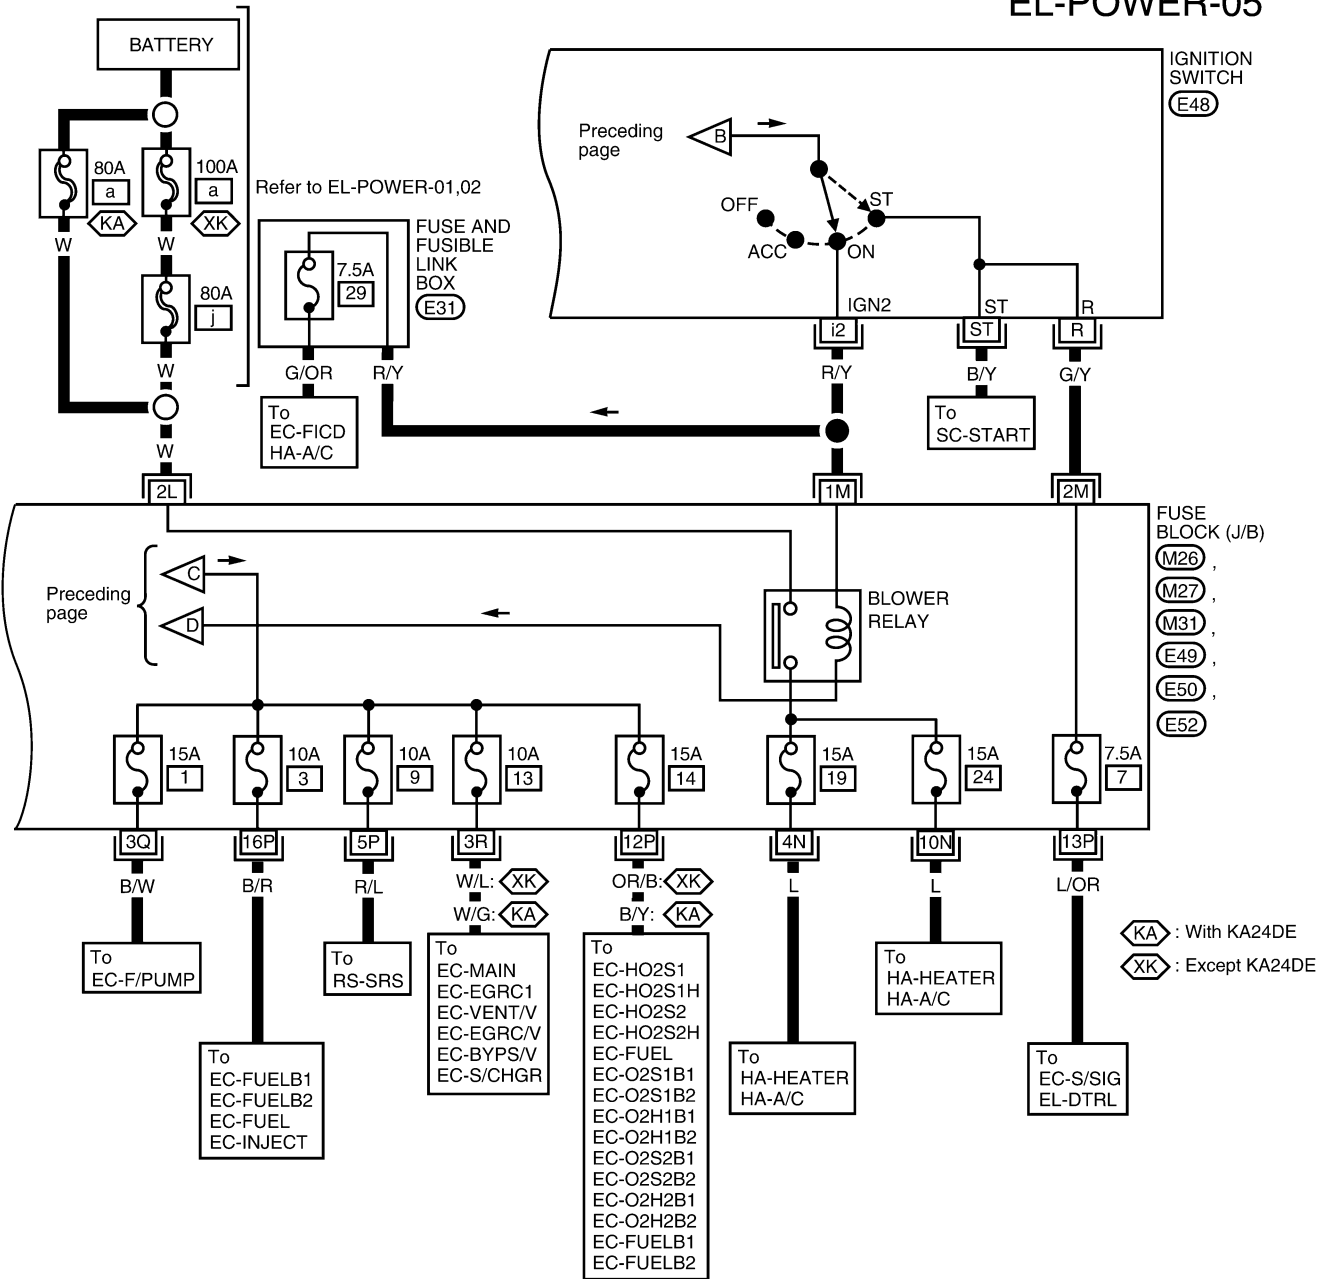 EL-POWER-05
BATTERY
80A
a
KA
100A
a
XK
W
W
80A
j
W
W
Refer to EL-POWER-01,02
7.5A
29
FUSE AND
FUSIBLE
LINK
BOX
E31
G/OR
R/Y
To
EC-FICD
HA-A/C
IGNITION
SWITCH
E48
Preceding
page
B
OFF
ACC
ON
ST
IGN2
ST
R
i2
ST
R
R/Y
B/Y
G/Y
To
SC-START
2L
1M
2M
FUSE
BLOCK (J/B)
M26 ,
M27 ,
M31 ,
E49 ,
E50 ,
E52
Preceding
page
C
D
BLOWER
RELAY
15A
1
10A
3
10A
9
10A
13
15A
14
15A
19
15A
24
7.5A
7
3Q
16P
5P
3R
12P
4N
10N
13P
B/W
B/R
R/L
W/L: XK
W/G: KA
OR/B: XK
B/Y: KA
L
L
L/OR
To
EC-F/PUMP
To
EC-FUELB1
EC-FUELB2
EC-FUEL
EC-INJECT
To
RS-SRS
To
EC-MAIN
EC-EGRC1
EC-VENT/V
EC-EGRC/V
EC-BYPS/V
EC-S/CHGR
To
EC-HO2S1
EC-HO2S1H
EC-HO2S2
EC-HO2S2H
EC-FUEL
EC-O2S1B1
EC-O2S1B2
EC-O2H1B1
EC-O2H1B2
EC-O2S2B1
EC-O2S2B2
EC-O2H2B1
EC-O2H2B2
EC-FUELB1
EC-FUELB2
To
HA-HEATER
HA-A/C
To
HA-HEATER
HA-A/C
To
EC-S/SIG
EL-DTRL
KA : With KA24DE
XK : Except KA24DE